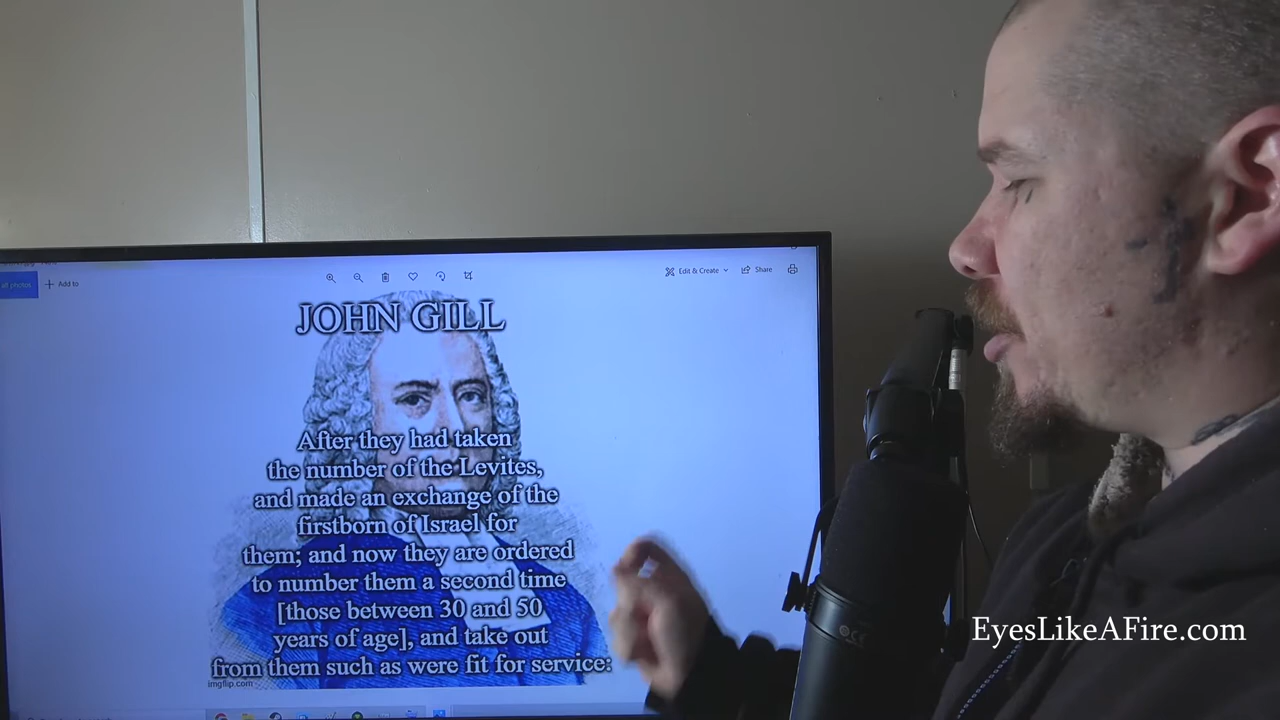 Add to
Edit & Create
Share
JOHN GILL
After they had taken
the number of the Levites,
and made an exchange of the
firstborn of Israel for
them; and now they are ordered
to number them a second time
[those between 30 and 50
years of age], and take out
from them such as were fit for service:
imgflip.com
EyesLikeAFire.com